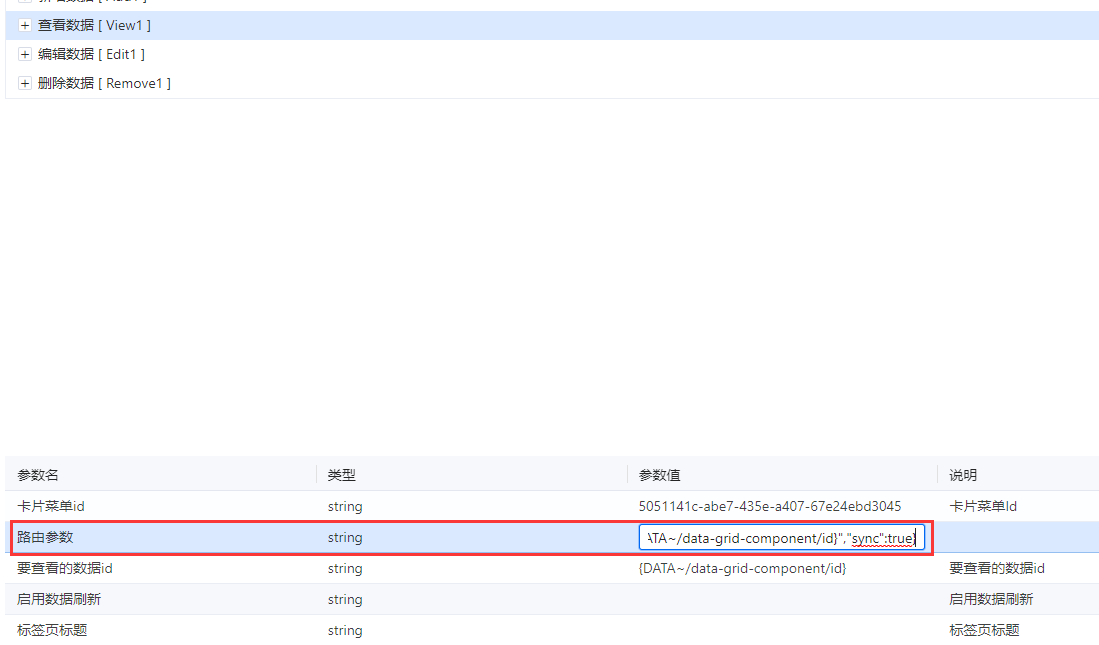 查看数据 [ View1 ]
编辑数据 [ Edit1 ]
删除数据 [ Remove1 ]
参数名 类型 参数值 说明
卡片菜单id string 5051141c-abe7-435e-a407-67e24ebd3045 卡片菜单Id
路由参数 string ATA~/data-grid-component/id}","sync":true}
要查看的数据id string {DATA~/data-grid-component/id} 要查看的数据id
启用数据刷新 string 启用数据刷新
标签页标题 string 标签页标题